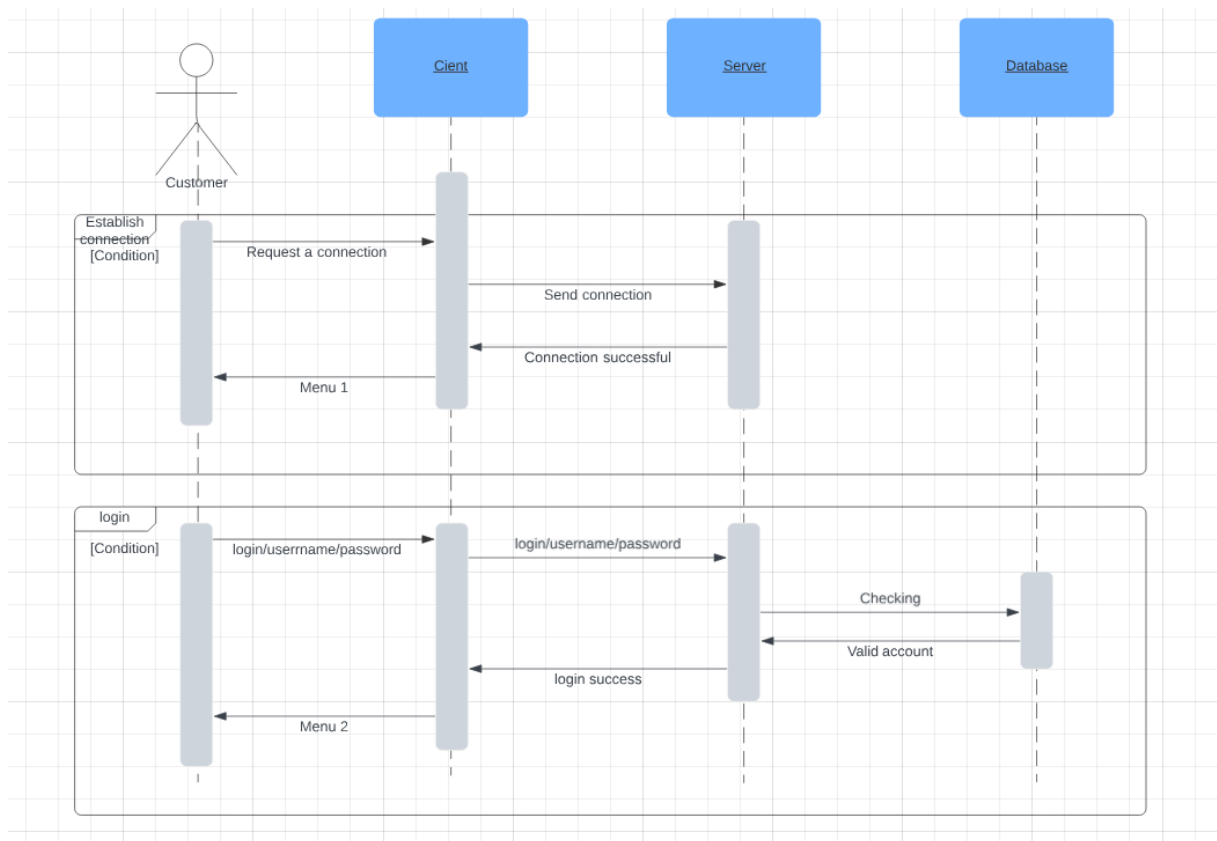 Cient
Server
Database
Customer
Establish
connection
[Condition]
Request a connection
Send connection
Connection successful
Menu 1
login
[Condition]
login/userrname/password
login/username/password
Checking
Valid account
login success
Menu 2